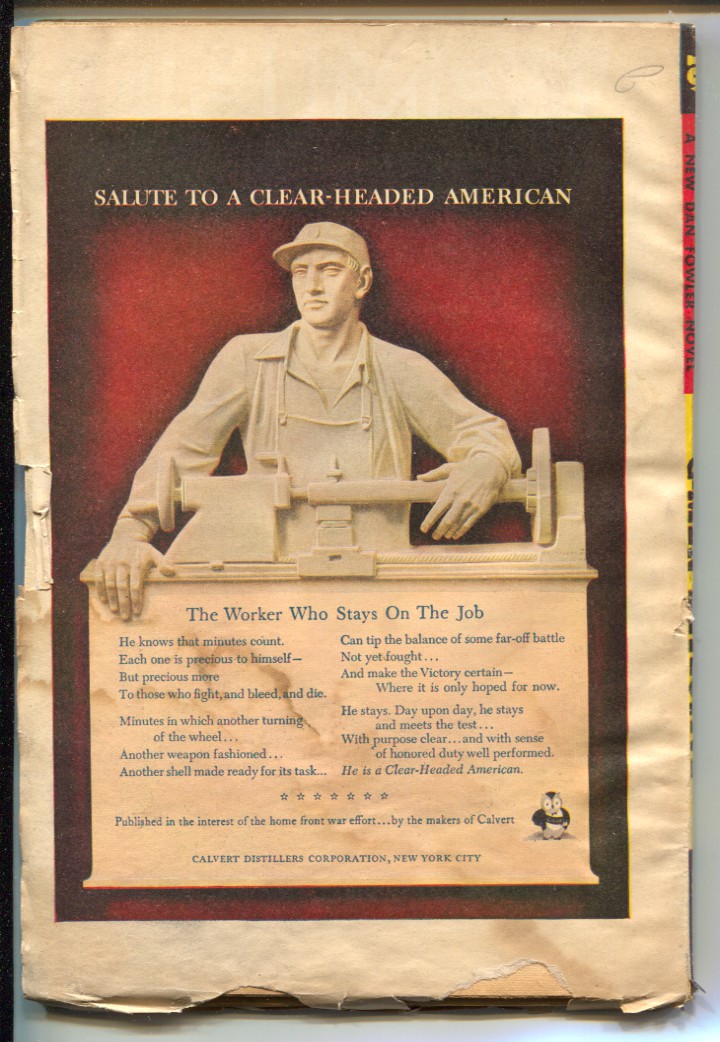 SALUTE TO A CLEAR-HEADED AMERICAN
The Worker Who Stays On The Job
He knows that minutes count.
Each one is precious to himself—
But precious more
To those who fight, and bleed, and die.
Minutes in which another turning
of the wheel...
Another weapon fashioned...
Another shell made ready for its task...
Can tip the balance of some far-off battle
Not yet fought...
And make the Victory certain—
Where it is only hoped for now.
He stays. Day upon day, he stays
and meets the test...
With purpose clear...and with sense
of honored duty well performed.
He is a Clear-Headed American.
Published in the interest of the home front war effort...by the makers of Calvert
CALVERT DISTILLERS CORPORATION, NEW YORK CITY
A NEW DAN FOWLER NOVEL